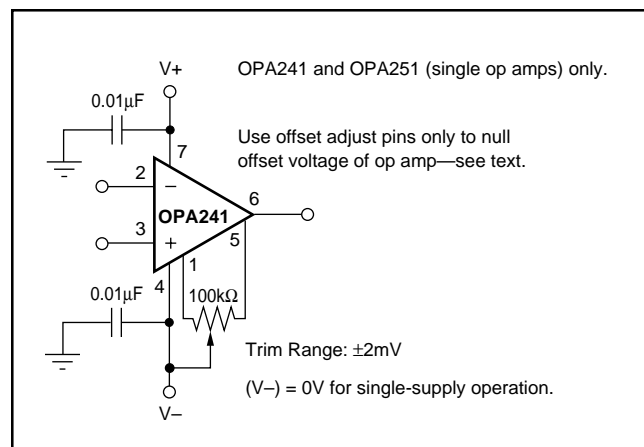 V+
OPA241 and OPA251 (single op amps) only.
0.01µF
Use offset adjust pins only to null
offset voltage of op amp—see text.
7
2
−
6
OPA241
3
+
5
1
4
100kΩ
0.01µF
Trim Range: ±2mV
(V–) = 0V for single-supply operation.
V–